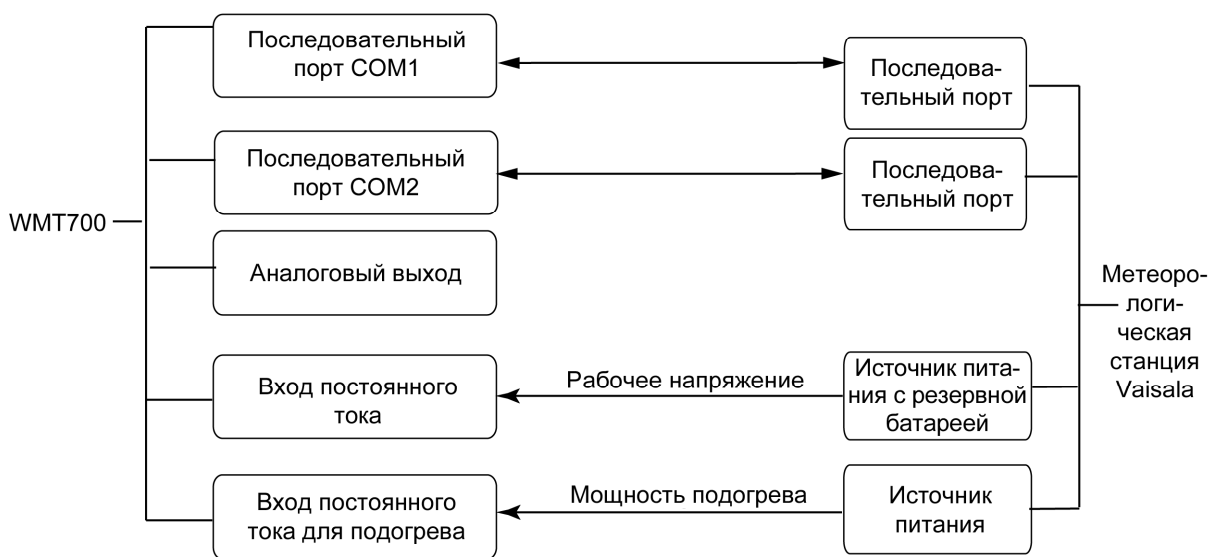 Последовательный
порт COM1
Последова-
тельный порт
Последовательный
порт COM2
Последова-
тельный порт
WMT700
Аналоговый выход
Метеоро-
логи-
ческая
станция
Vaisala
Вход постоянного
тока
Рабочее напряжение
Источник пита-
ния с резервной
батареей
Вход постоянного
тока для подогрева
Мощность подогрева
Источник
питания